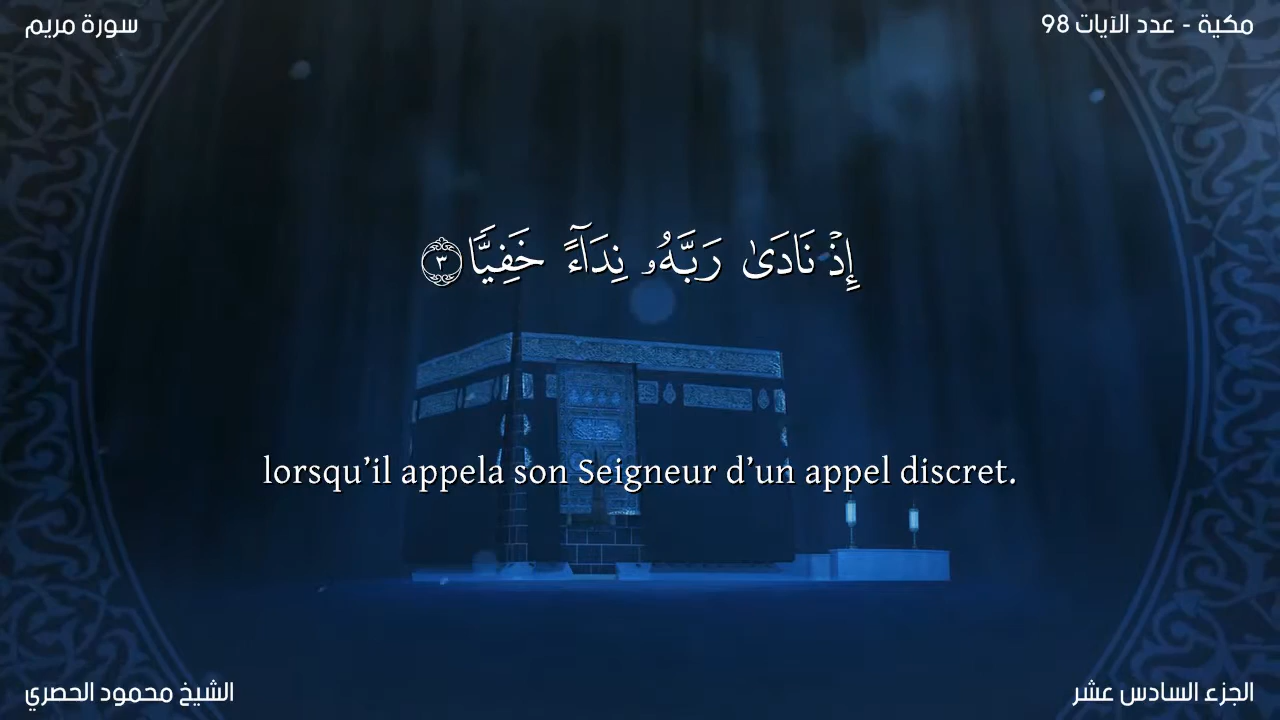 مكية - عدد الآيات 98
سورة مريم
إِذْ نَادَىٰ رَبَّهُۥ نِدَآءً خَفِيًّا ٣
lorsqu’il appela son Seigneur d’un appel discret.
الجزء السادس عشر
الشيخ محمود الحصري